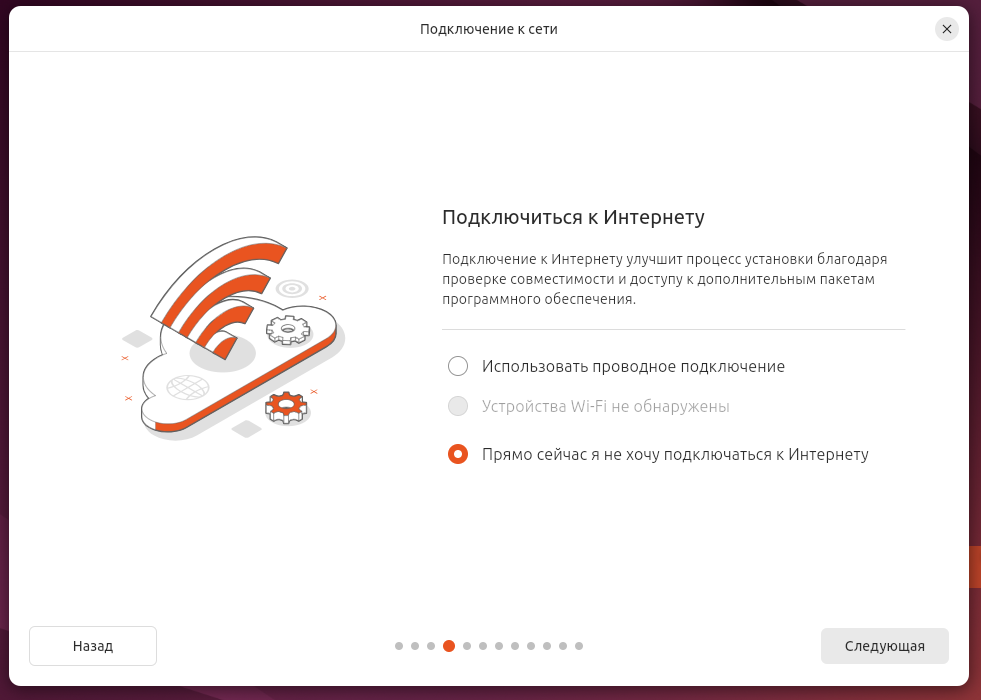 Подключение к сети
Подключиться к Интернету
Подключение к Интернету улучшит процесс установки благодаря
проверке совместимости и доступу к дополнительным пакетам
программного обеспечения.
Использовать проводное подключение
Устройства Wi-Fi не обнаружены
Прямо сейчас я не хочу подключаться к Интернету
Назад
Следующая